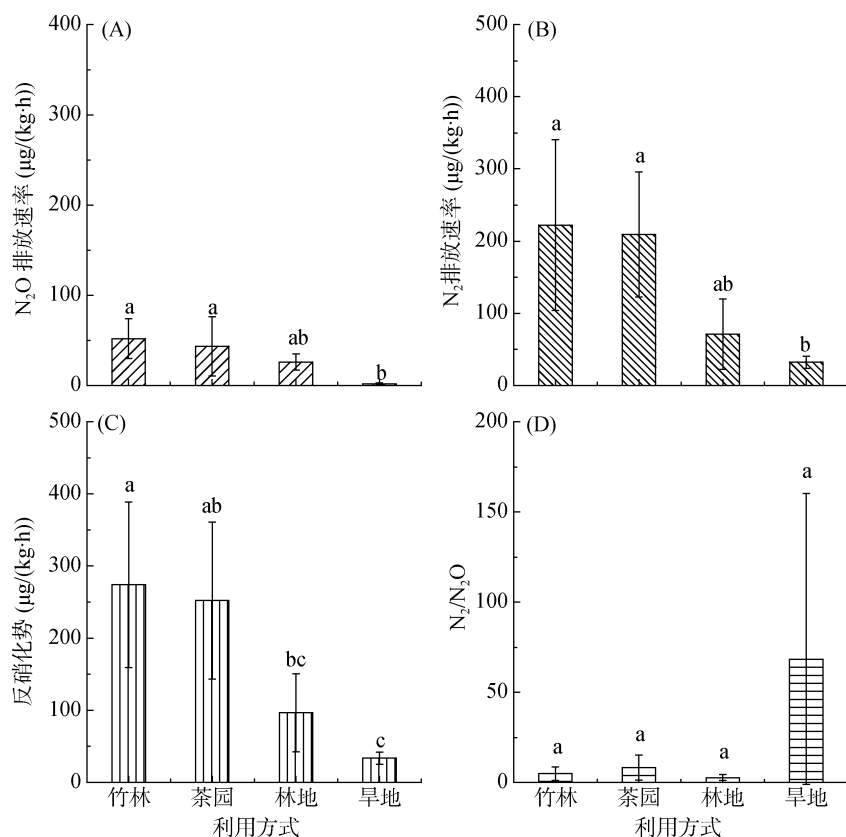 (A)
400
300
200
100
0
N₂O 排放速率 (μg/(kg·h))
a
a
ab
b
(B)
500
400
300
200
100
0
N₂排放速率 (μg/(kg·h))
a
a
ab
b
(C)
500
400
300
200
100
0
反硝化势 (μg/(kg·h))
a
ab
bc
c
竹林 茶园 林地 旱地
利用方式
(D)
200
150
100
50
0
N₂/N₂O
a
a
a
a
竹林 茶园 林地 旱地
利用方式